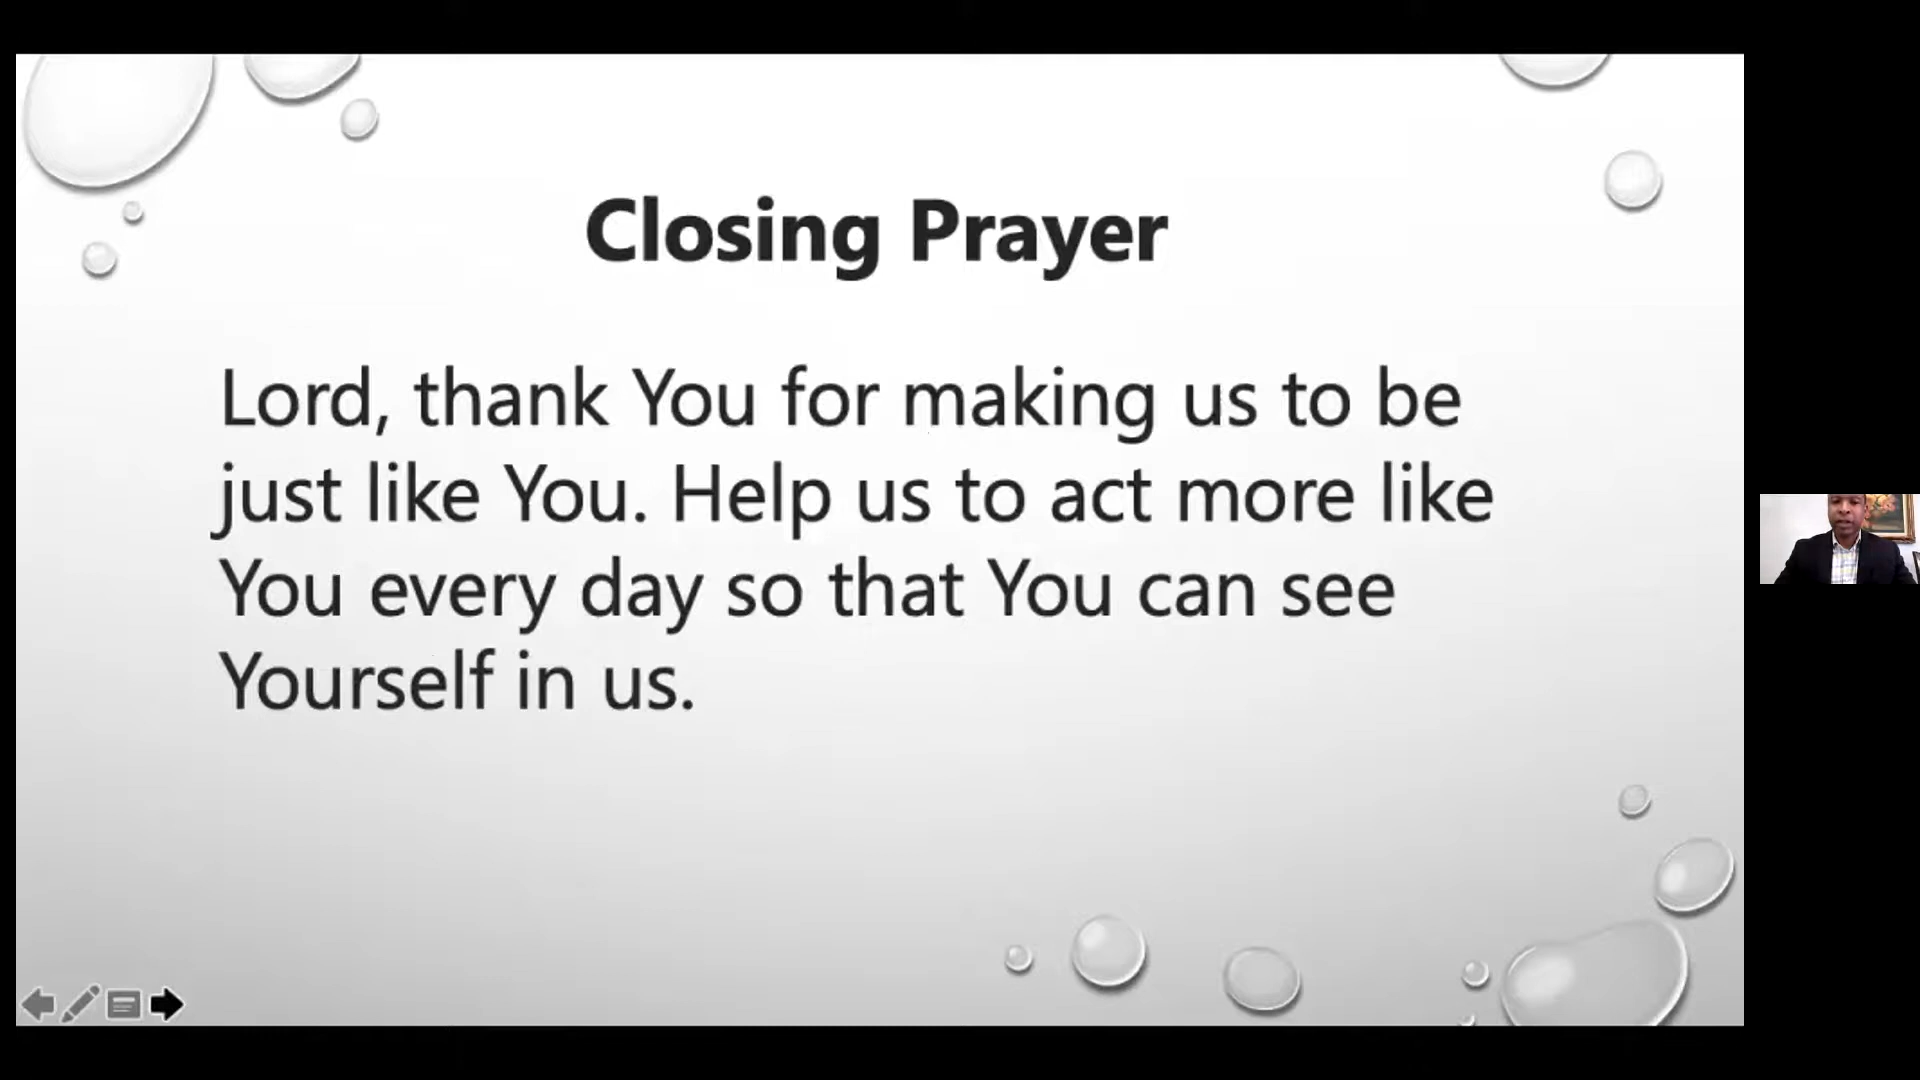 Closing Prayer
Lord, thank You for making us to be
just like You. Help us to act more like
You every day so that You can see
Yourself in us.